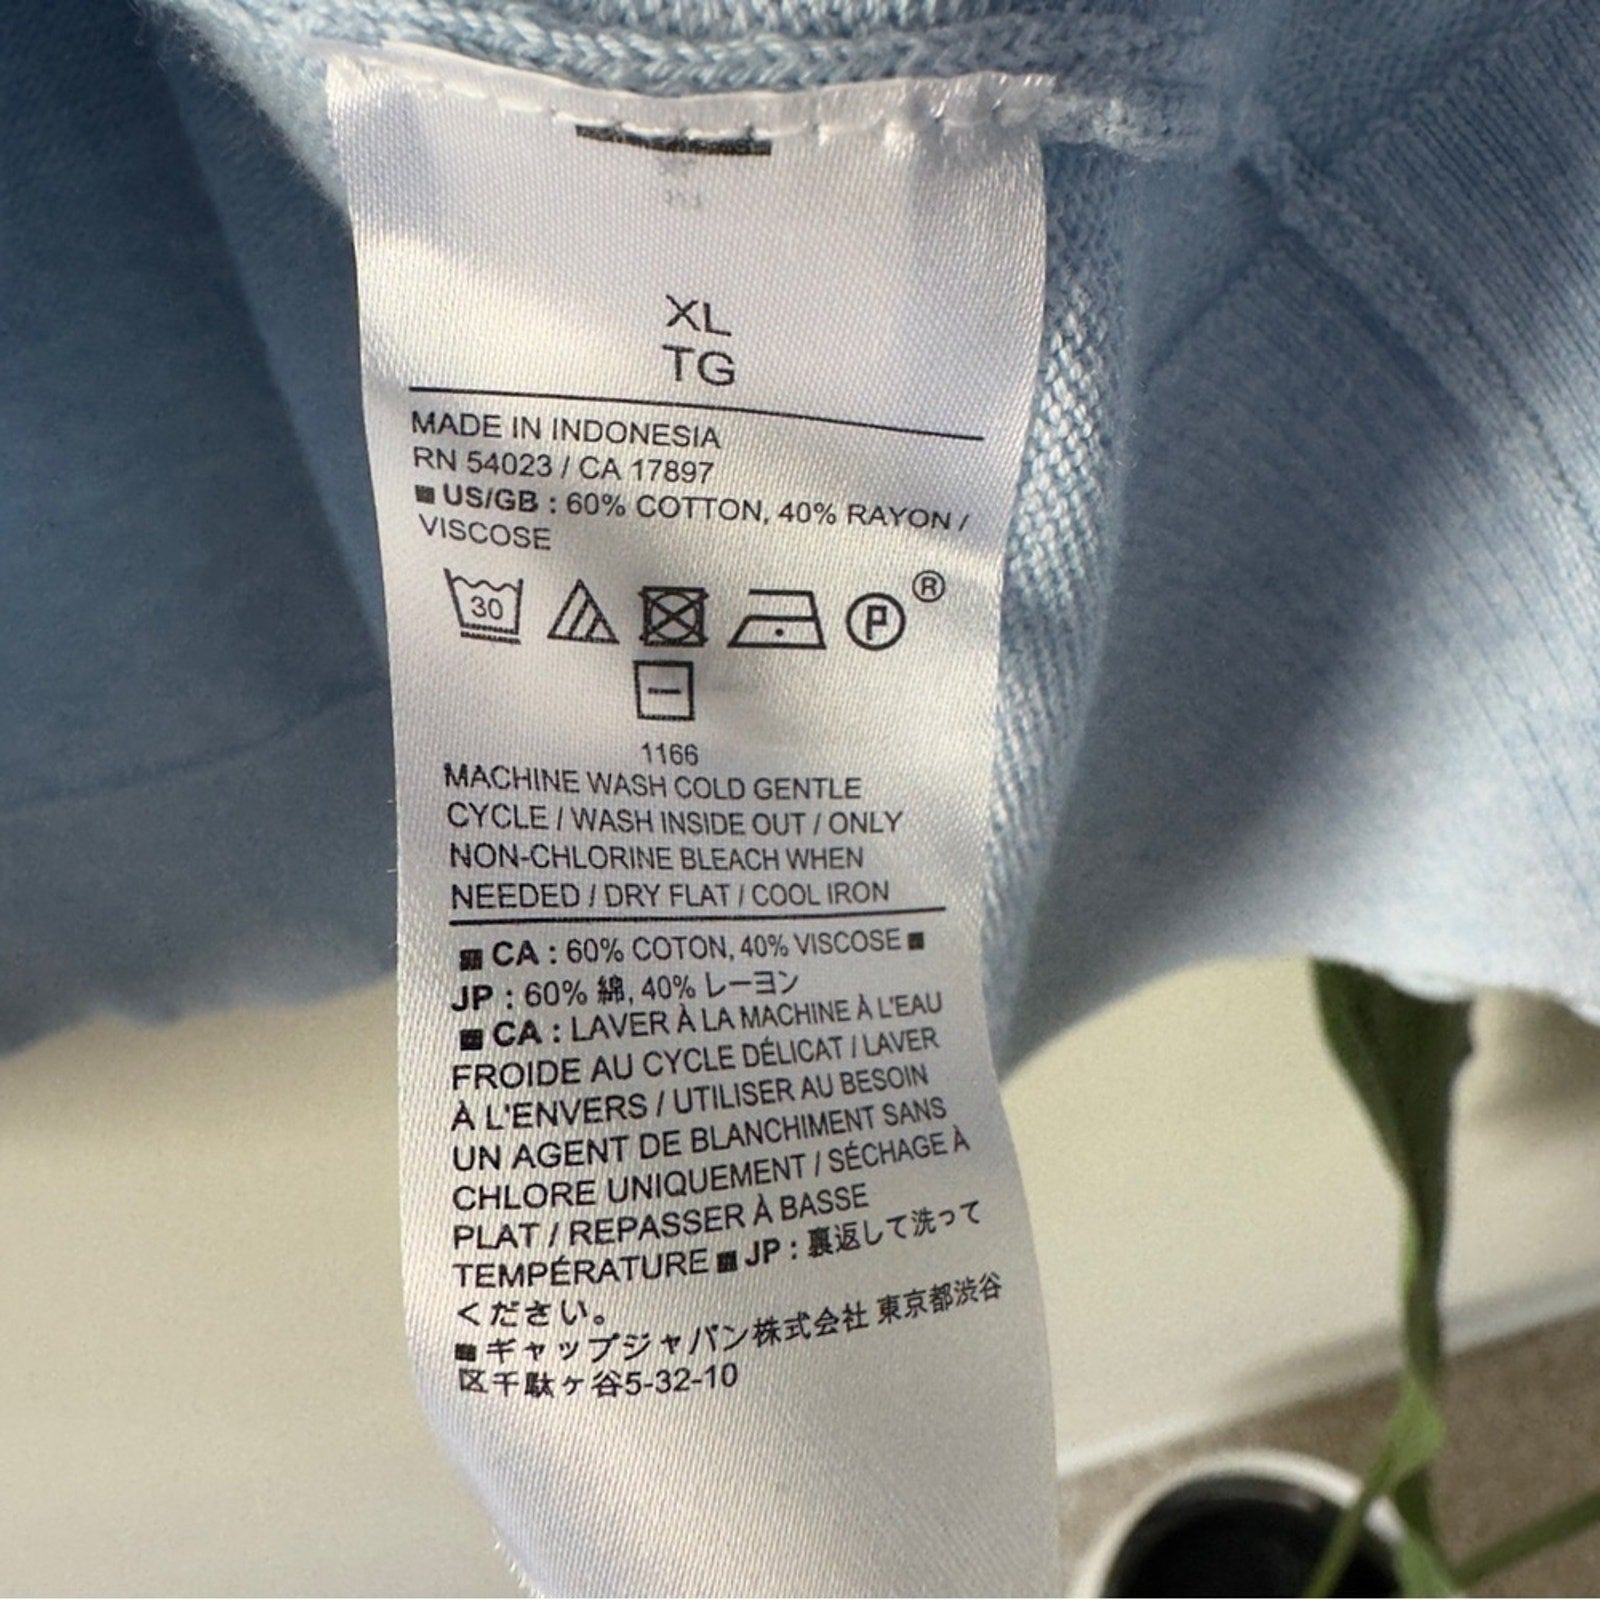 XL
TG
MADE IN INDONESIA
RN 54023 / CA 17897
■ US/GB : 60% COTTON, 40% RAYON /
VISCOSE
30 P ®
1166
MACHINE WASH COLD GENTLE
CYCLE / WASH INSIDE OUT / ONLY
NON-CHLORINE BLEACH WHEN
NEEDED / DRY FLAT / COOL IRON
■ CA : 60% COTON, 40% VISCOSE ■
JP : 60% 綿, 40% レーヨン
■ CA : LAVER À LA MACHINE À L'EAU
FROIDE AU CYCLE DÉLICAT / LAVER
À L'ENVERS / UTILISER AU BESOIN
UN AGENT DE BLANCHIMENT SANS
CHLORE UNIQUEMENT / SÉCHAGE À
PLAT / REPASSER À BASSE
TEMPÉRATURE ■ JP : 裏返して洗って
ください。
■ ギャップジャパン株式会社 東京都渋谷
区千駄ヶ谷5-32-10